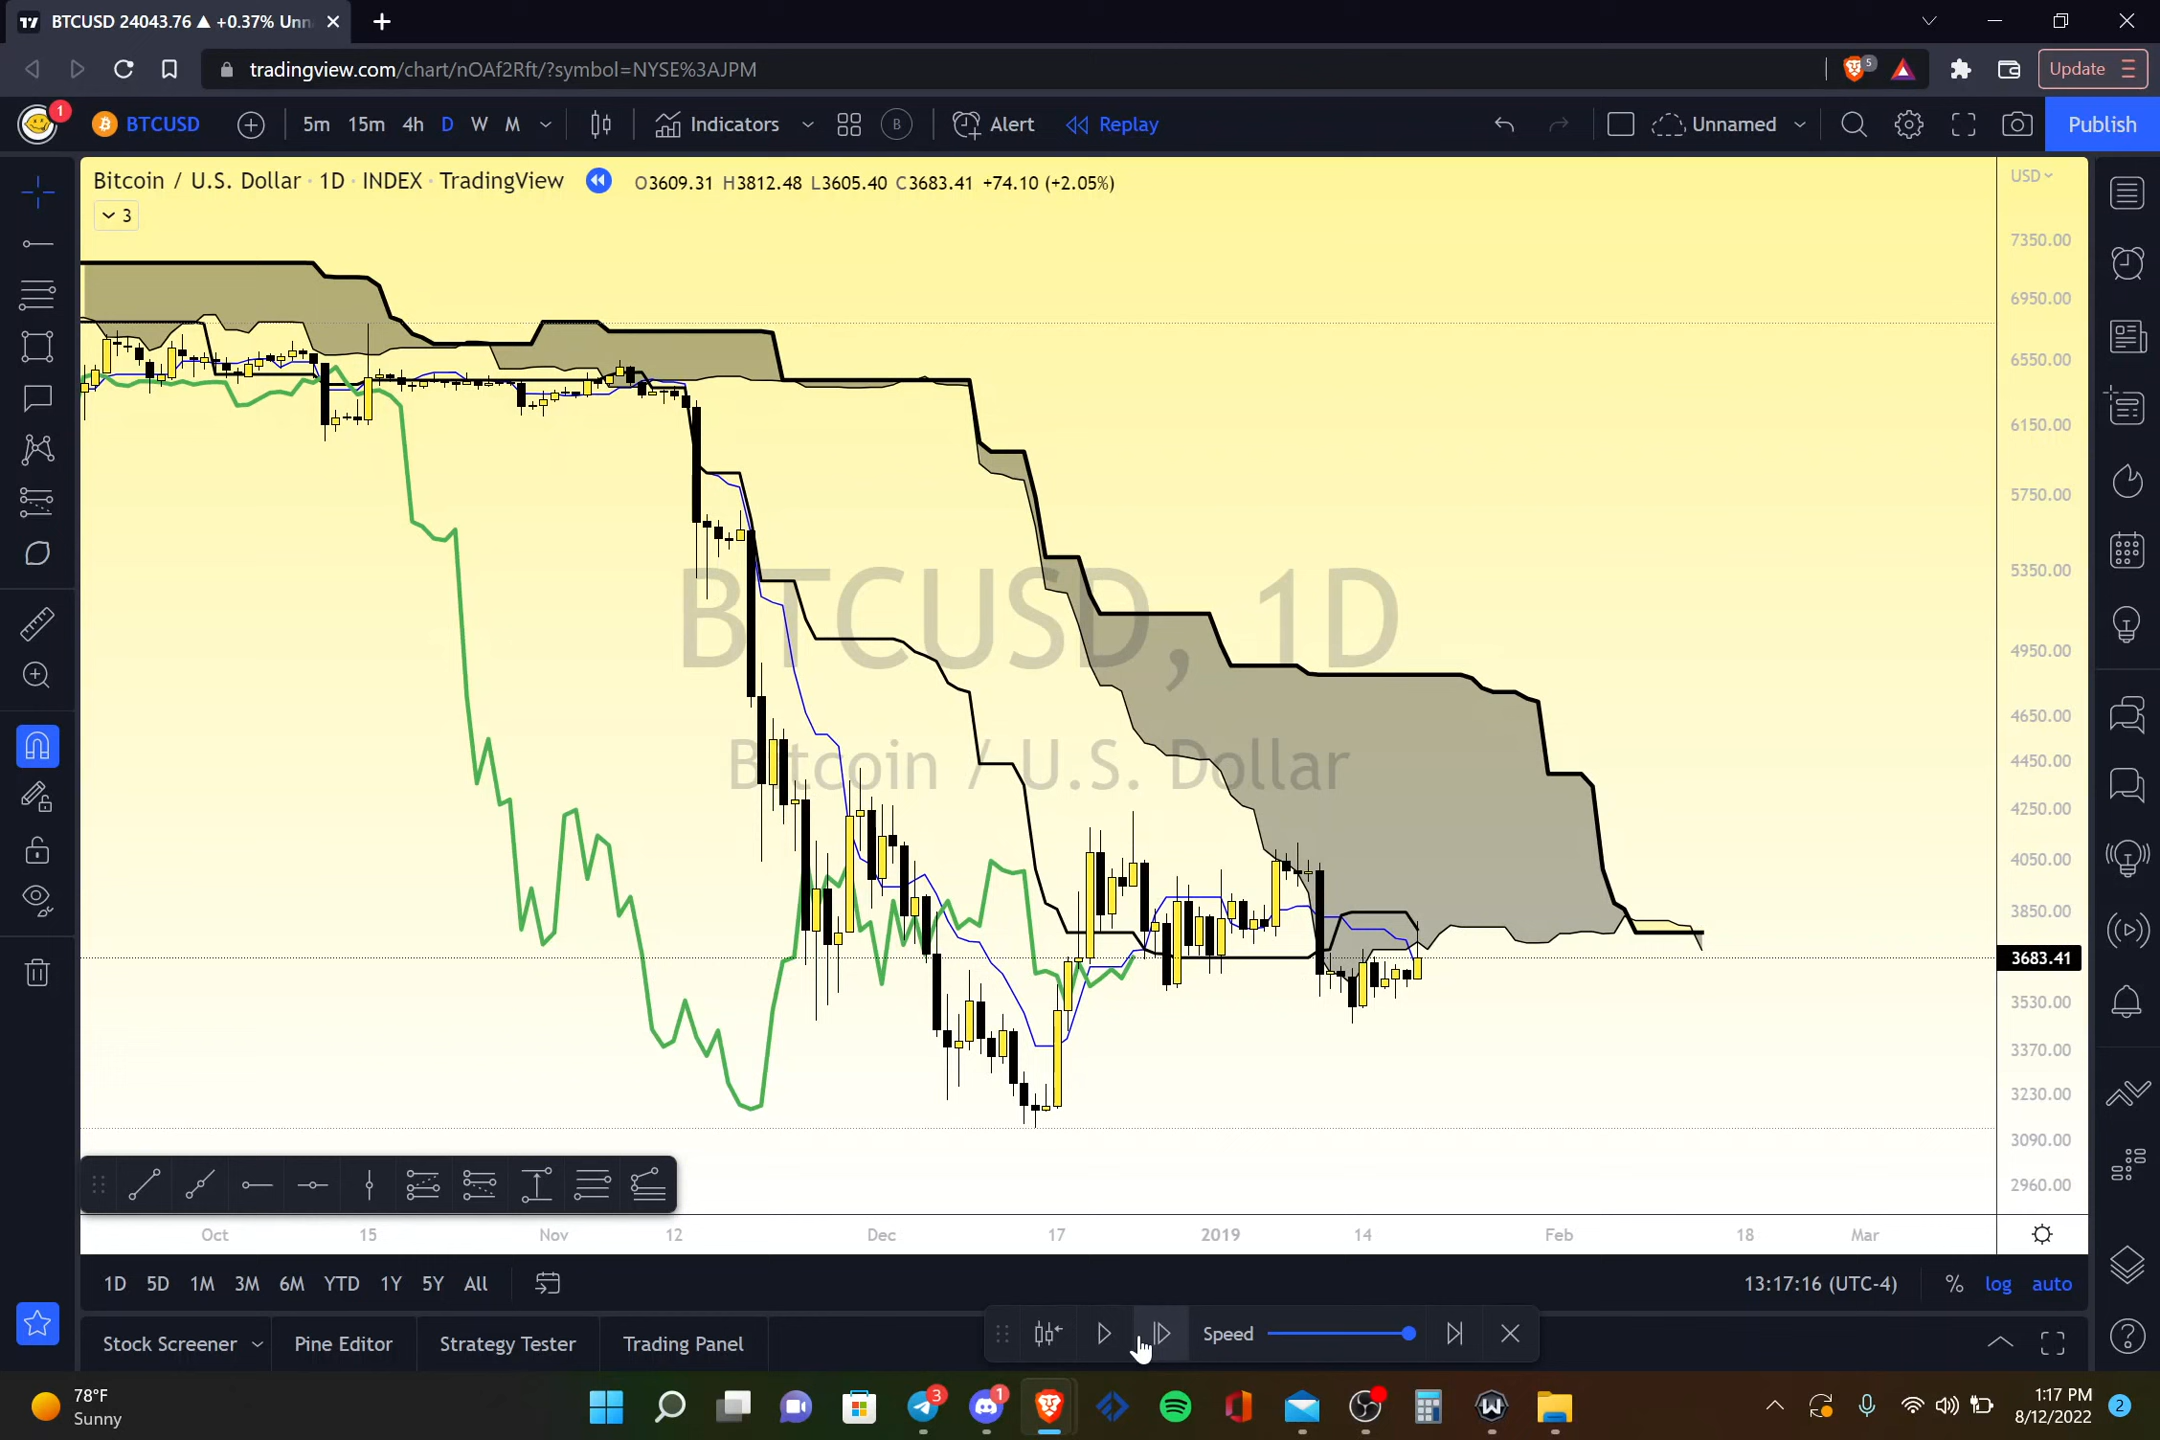 BTCUSD 24043.76 ▲ +0.37% Unn
tradingview.com/chart/nOAf2Rft/?symbol=NYSE%3AJPM
5
Update
1
BTCUSD
5m 15m 4h D W M
Indicators
B
Alert
Replay
Unnamed
Publish
Bitcoin / U.S. Dollar · 1D · INDEX · TradingView
O3609.31 H3812.48 L3605.40 C3683.41 +74.10 (+2.05%)
3
USD
7350.00
6950.00
6550.00
6150.00
5750.00
5350.00
4950.00
4650.00
4450.00
4250.00
4050.00
3850.00
3683.41
3530.00
3370.00
3230.00
3090.00
2960.00
BTCUSD, 1D
Bitcoin / U.S. Dollar
Oct 15 Nov 12 Dec 17 2019 14 Feb 18 Mar
1D 5D 1M 3M 6M YTD 1Y 5Y All
13:17:16 (UTC-4) % log auto
Stock Screener Pine Editor Strategy Tester Trading Panel
Speed
78°F
Sunny
3
1
1:17 PM
8/12/2022
2